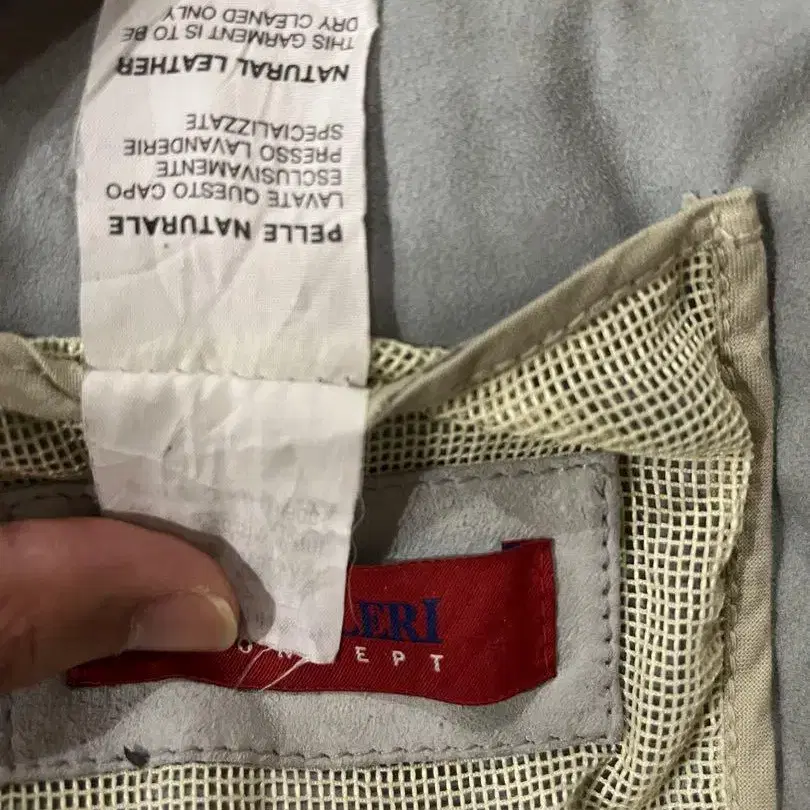 PELLE NATURALE
LAVATE QUESTO CAPO
ESCLUSIVAMENTE
PRESSO LAVANDERIE
SPECIALIZZATE
NATURAL LEATHER
THIS GARMENT IS TO BE
DRY CLEANED ONLY